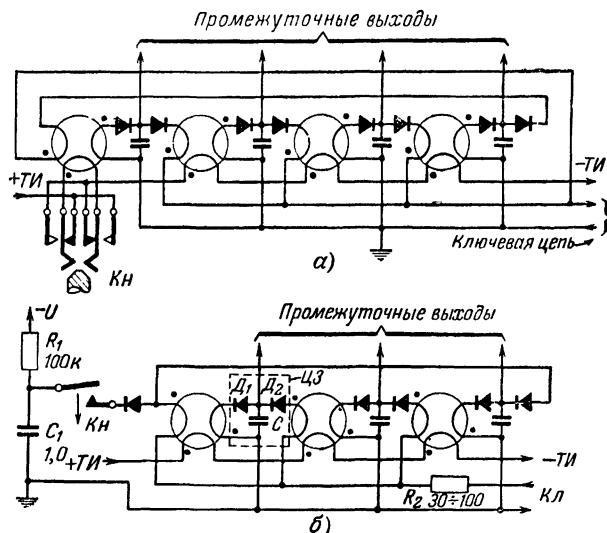 Промежуточные выходы
+ТИ
−ТИ
Ключевая цепь
Кн
а)
−U
Промежуточные выходы
R1
100к
Д1 Д2
ЦЗ
С
Кн
C1
1,0
+ТИ
−ТИ
R2 30÷100
Кл
б)